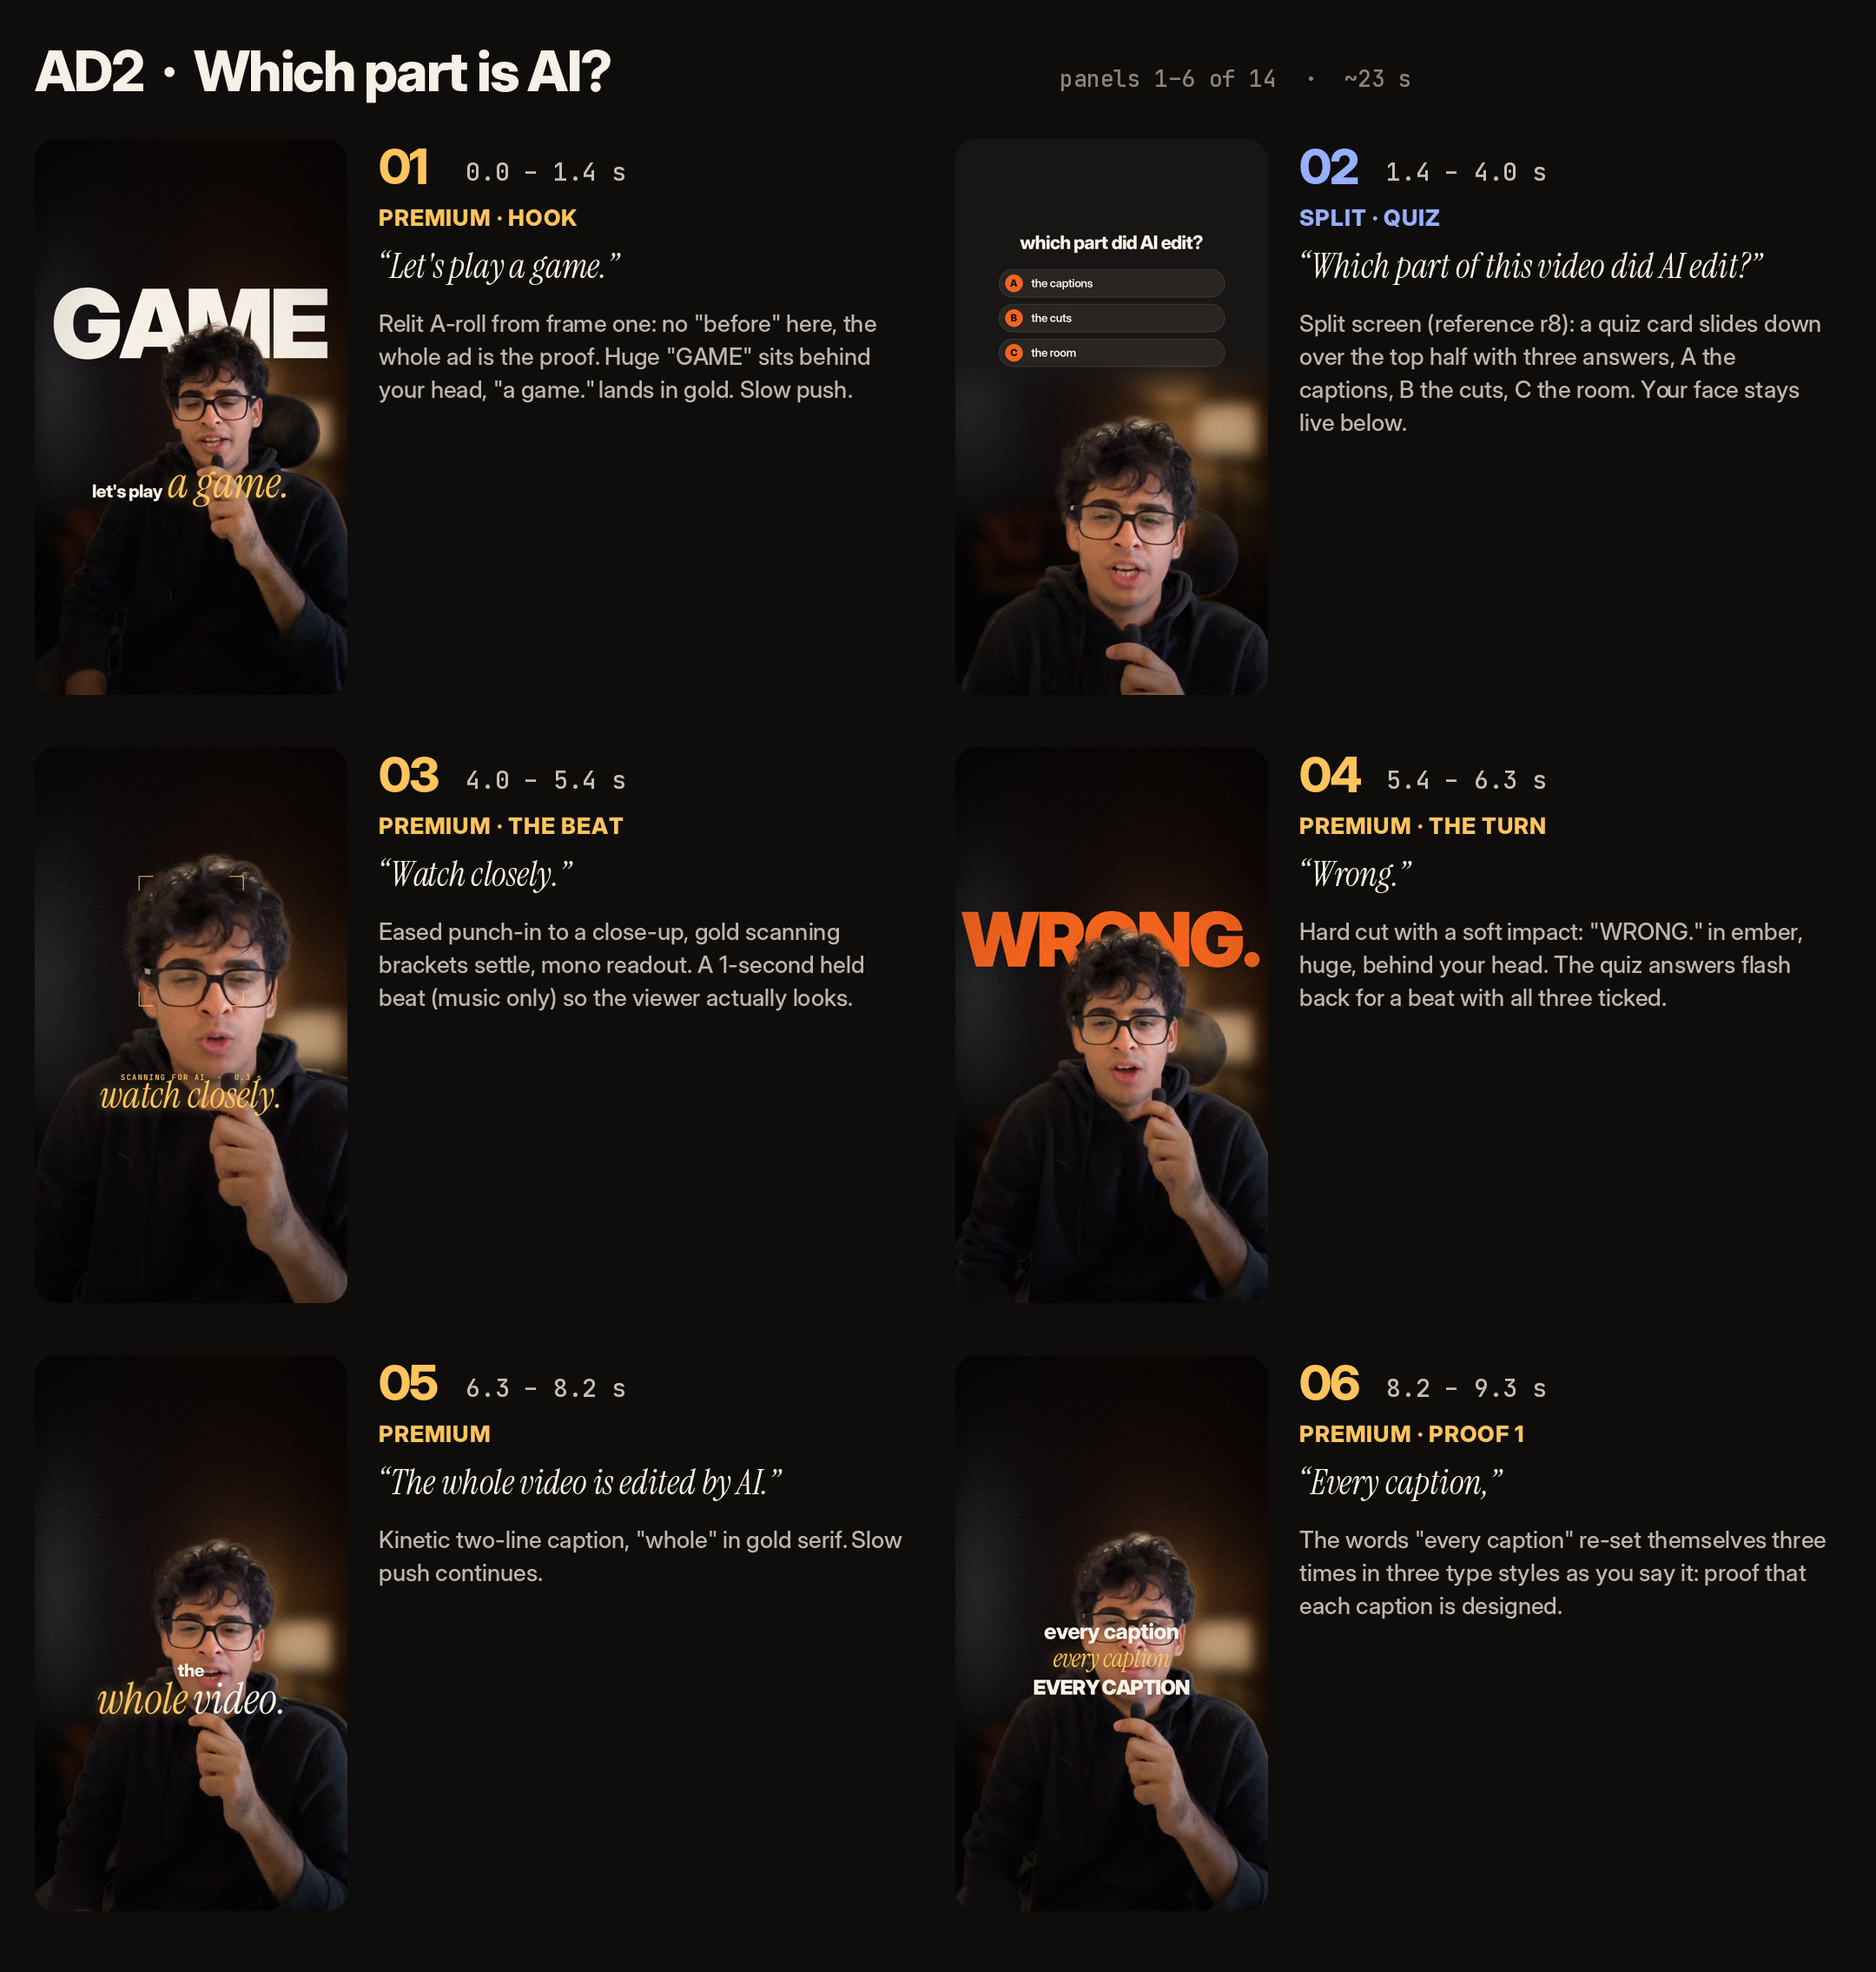 AD2 · Which part is AI?
panels 1–6 of 14 · ~23 s
GAME
let's play a game.
01 0.0 – 1.4 s
PREMIUM · HOOK
“Let's play a game.”
Relit A-roll from frame one: no "before" here, the
whole ad is the proof. Huge "GAME" sits behind
your head, "a game." lands in gold. Slow push.
which part did AI edit?
A the captions
B the cuts
C the room
02 1.4 – 4.0 s
SPLIT · QUIZ
“Which part of this video did AI edit?”
Split screen (reference r8): a quiz card slides down
over the top half with three answers, A the
captions, B the cuts, C the room. Your face stays
live below.
SCANNING FOR AI · 0.3 s
watch closely.
03 4.0 – 5.4 s
PREMIUM · THE BEAT
“Watch closely.”
Eased punch-in to a close-up, gold scanning
brackets settle, mono readout. A 1-second held
beat (music only) so the viewer actually looks.
WRONG.
04 5.4 – 6.3 s
PREMIUM · THE TURN
“Wrong.”
Hard cut with a soft impact: "WRONG." in ember,
huge, behind your head. The quiz answers flash
back for a beat with all three ticked.
the
whole video.
05 6.3 – 8.2 s
PREMIUM
“The whole video is edited by AI.”
Kinetic two-line caption, "whole" in gold serif. Slow
push continues.
every caption
every caption
EVERY CAPTION
06 8.2 – 9.3 s
PREMIUM · PROOF 1
“Every caption,”
The words "every caption" re-set themselves three
times in three type styles as you say it: proof that
each caption is designed.